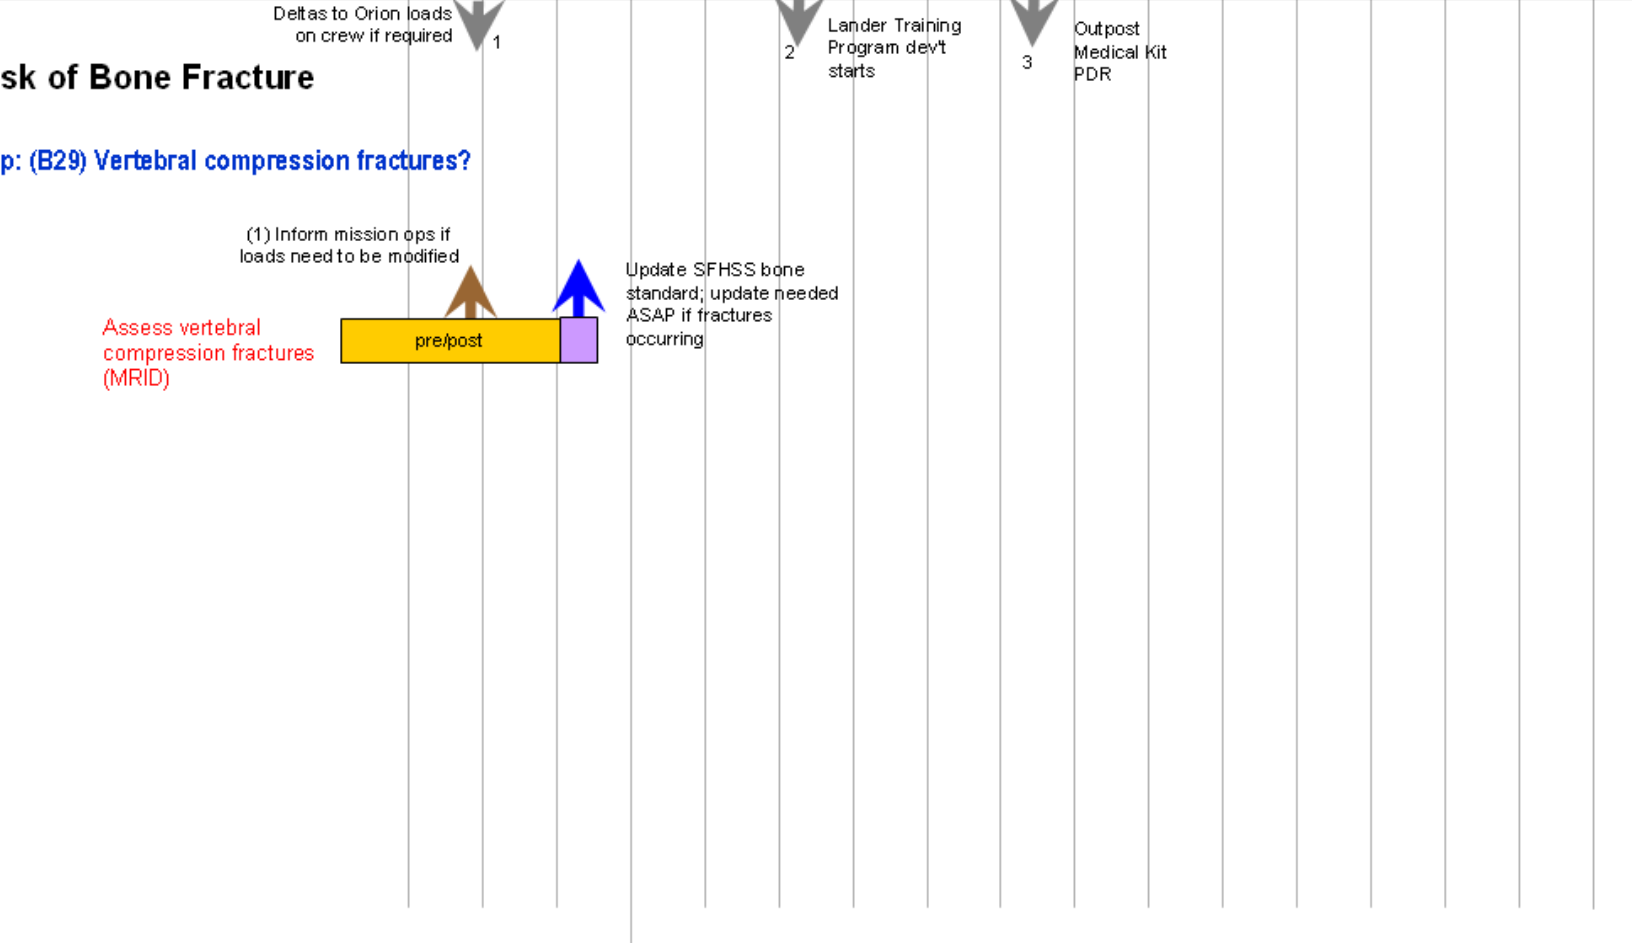 Deltas to Orion loads
on crew if required
1
2
Lander Training
Program dev't
starts
3
Outpost
Medical Kit
PDR
sk of Bone Fracture
p: (B29) Vertebral compression fractures?
(1) Inform mission ops if
loads need to be modified
Update SFHSS bone
standard; update needed
ASAP if fractures
occurring
Assess vertebral
compression fractures
(MRID)
pre/post